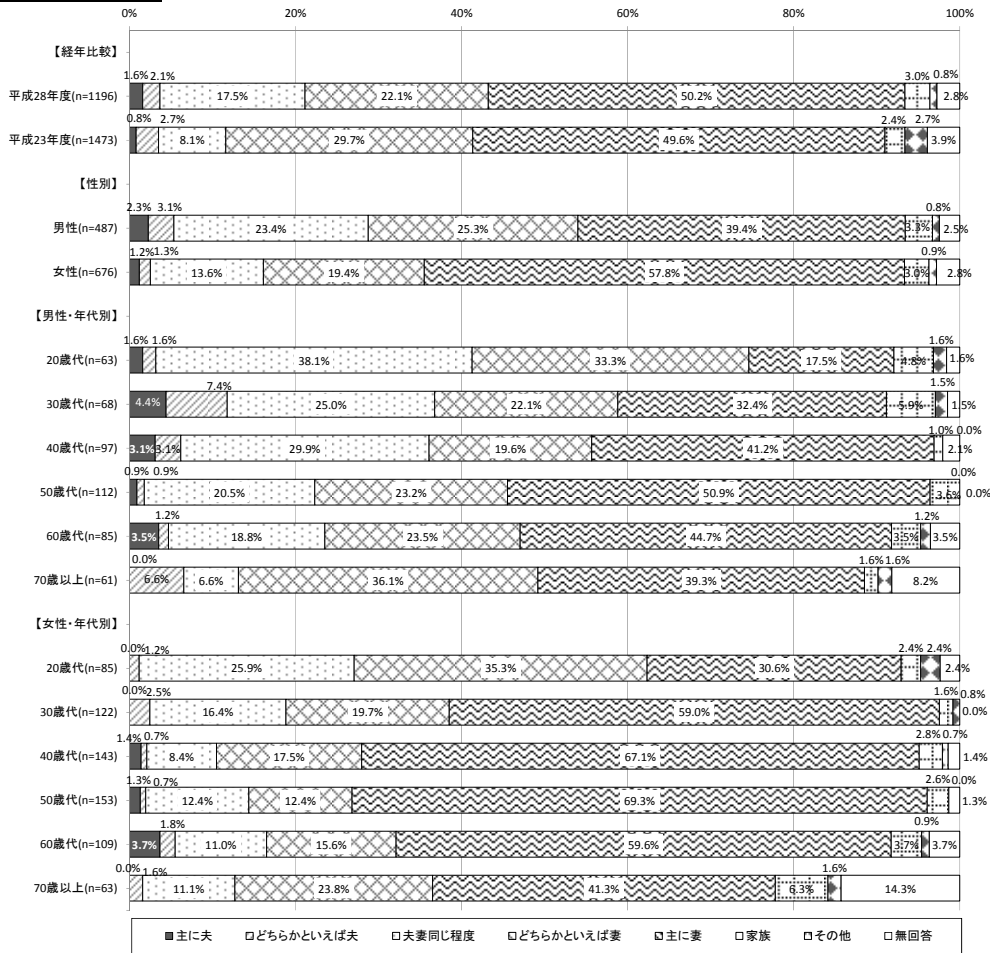 0% 20% 40% 60% 80% 100%
【経年比較】
1.6% 2.1% 3.0% 0.8%
平成28年度(n=1196) 17.5% 22.1% 50.2% 2.8%
0.8% 2.7% 2.4% 2.7%
平成23年度(n=1473) 8.1% 29.7% 49.6% 3.9%
【性別】
2.3% 3.1% 0.8%
男性(n=487) 23.4% 25.3% 39.4% 3.3% 2.5%
1.2% 1.3% 0.9%
女性(n=676) 13.6% 19.4% 57.8% 3.0% 2.8%
【男性・年代別】
1.6% 1.6% 1.6%
20歳代(n=63) 38.1% 33.3% 17.5% 4.8% 1.6%
7.4% 1.5%
30歳代(n=68) 4.4% 25.0% 22.1% 32.4% 5.9% 1.5%
1.0% 0.0%
40歳代(n=97) 3.1% 3.1% 29.9% 19.6% 41.2% 2.1%
0.9% 0.9% 0.0%
50歳代(n=112) 20.5% 23.2% 50.9% 3.6% 0.0%
1.2% 1.2%
60歳代(n=85) 3.5% 18.8% 23.5% 44.7% 3.5% 3.5%
0.0% 1.6% 1.6%
70歳以上(n=61) 6.6% 6.6% 36.1% 39.3% 8.2%
【女性・年代別】
0.0% 1.2% 2.4% 2.4%
20歳代(n=85) 25.9% 35.3% 30.6% 2.4%
0.0% 2.5% 1.6% 0.8%
30歳代(n=122) 16.4% 19.7% 59.0% 0.0%
1.4% 0.7% 2.8% 0.7%
40歳代(n=143) 8.4% 17.5% 67.1% 1.4%
1.3% 0.7% 2.6% 0.0%
50歳代(n=153) 12.4% 12.4% 69.3% 1.3%
1.8% 0.9%
60歳代(n=109) 3.7% 11.0% 15.6% 59.6% 3.7% 3.7%
0.0% 1.6% 1.6%
70歳以上(n=63) 11.1% 23.8% 41.3% 6.3% 14.3%
主に夫 どちらかといえば夫 夫妻同じ程度 どちらかといえば妻 主に妻 家族 その他 無回答